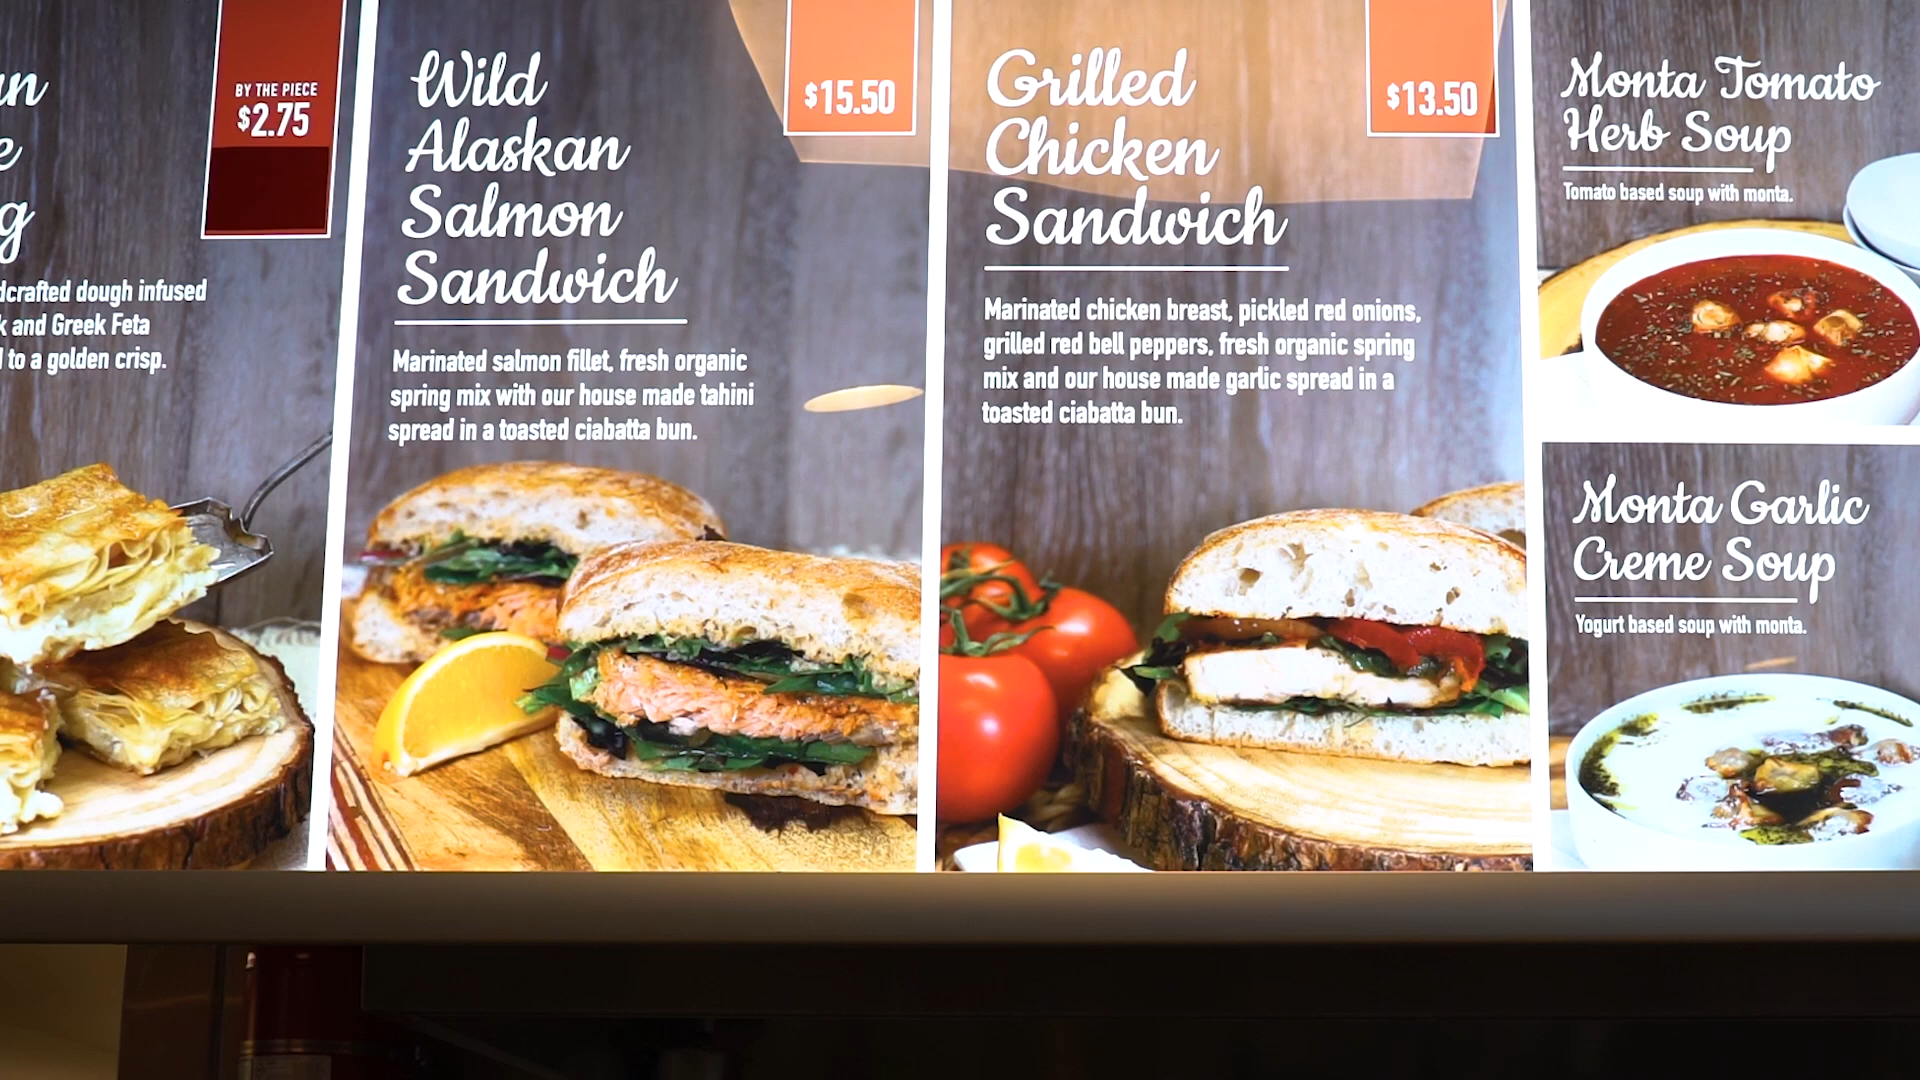 BY THE PIECE
$2.75
dcrafted dough infused
k and Greek Feta
to a golden crisp.
Wild
Alaskan
Salmon
Sandwich
$15.50
Marinated salmon fillet, fresh organic
spring mix with our house made tahini
spread in a toasted ciabatta bun.
Grilled
Chicken
Sandwich
$13.50
Marinated chicken breast, pickled red onions,
grilled red bell peppers, fresh organic spring
mix and our house made garlic spread in a
toasted ciabatta bun.
Monta Tomato
Herb Soup
Tomato based soup with monta.
Monta Garlic
Creme Soup
Yogurt based soup with monta.